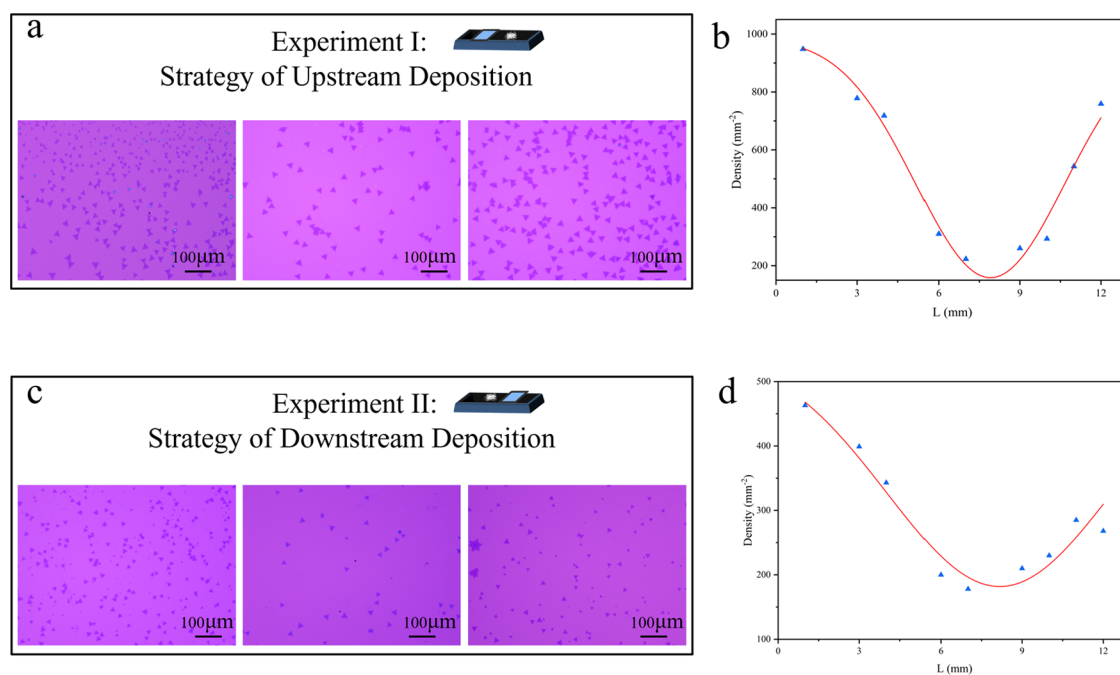 a
Experiment I:
Strategy of Upstream Deposition
100μm 100μm 100μm
b
1000
800
600
400
200
Density (mm-2)
0 3 6 9 12
L (mm)
c
Experiment II:
Strategy of Downstream Deposition
100μm 100μm 100μm
d
500
400
300
200
100
Density (mm-2)
0 3 6 9 12
L (mm)